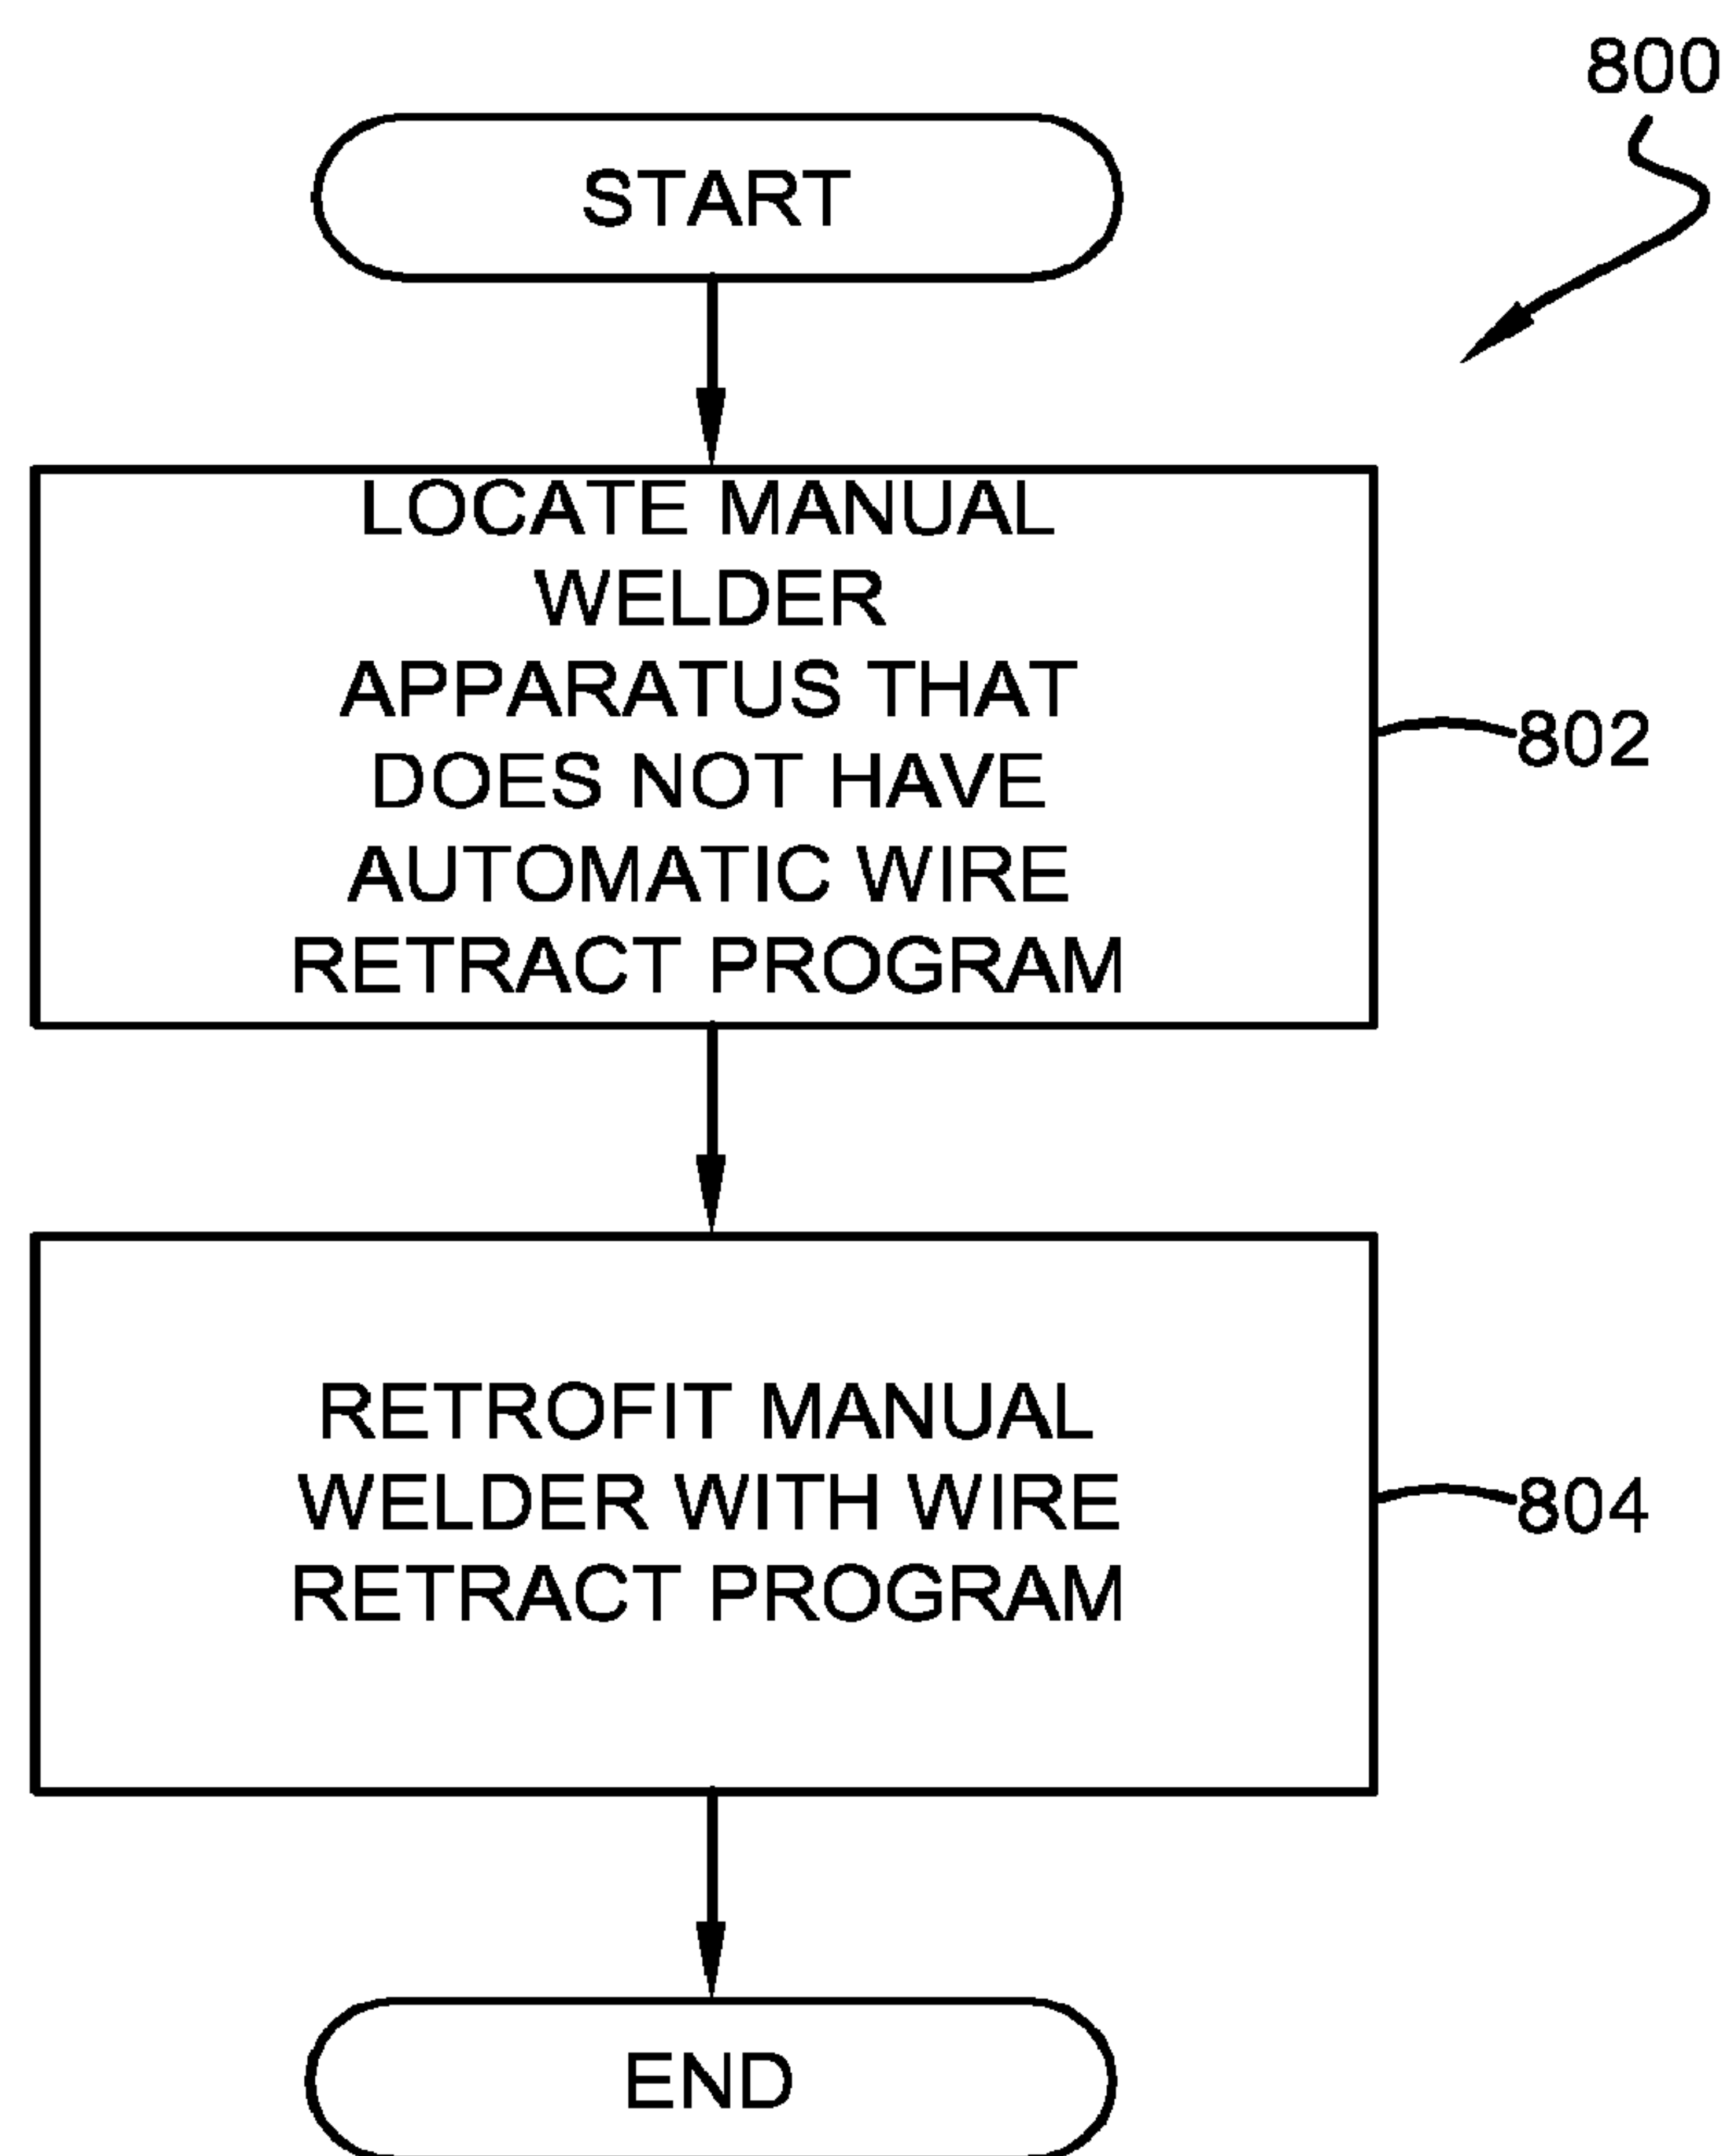 800
START
LOCATE MANUAL
WELDER
APPARATUS THAT
DOES NOT HAVE
AUTOMATIC WIRE
RETRACT PROGRAM
802
RETROFIT MANUAL
WELDER WITH WIRE
RETRACT PROGRAM
804
END